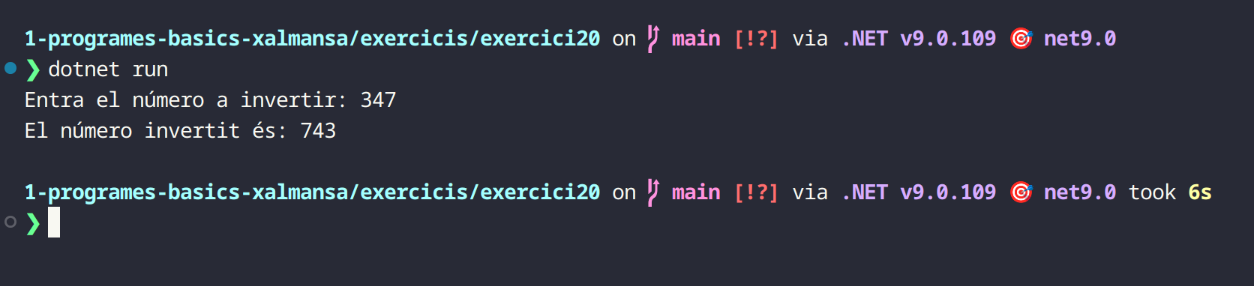 1-programes-basics-xalmansa/exercicis/exercici20 on main [!?] via .NET v9.0.109 🎯 net9.0
❯ dotnet run
Entra el número a invertir: 347
El número invertit és: 743
1-programes-basics-xalmansa/exercicis/exercici20 on main [!?] via .NET v9.0.109 🎯 net9.0 took 6s
❯